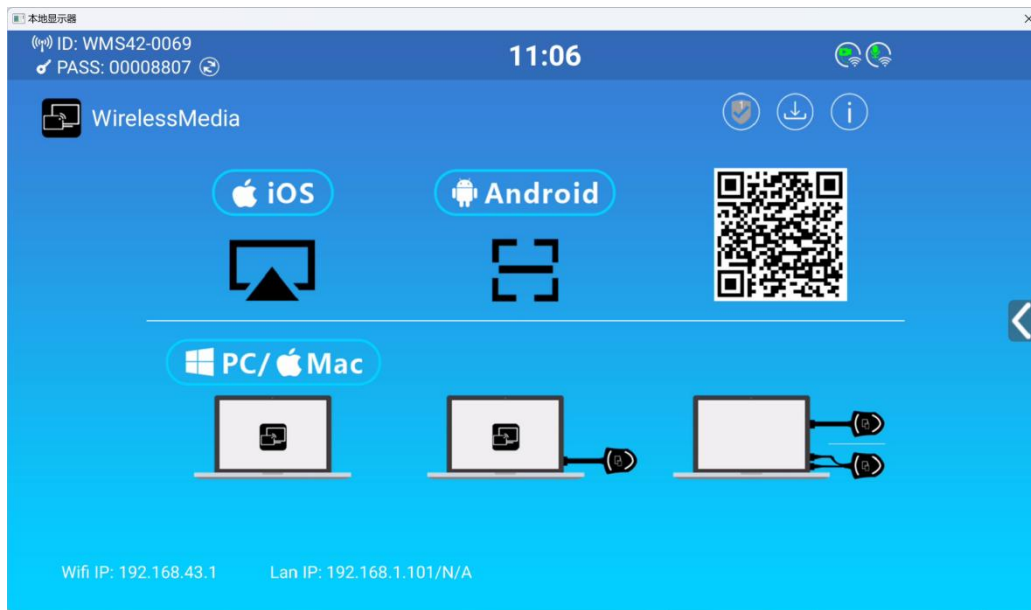 本地显示器
ID: WMS42-0069
PASS: 00008807
11:06
WirelessMedia
iOS
Android
PC/ Mac
Wifi IP: 192.168.43.1
Lan IP: 192.168.1.101/N/A